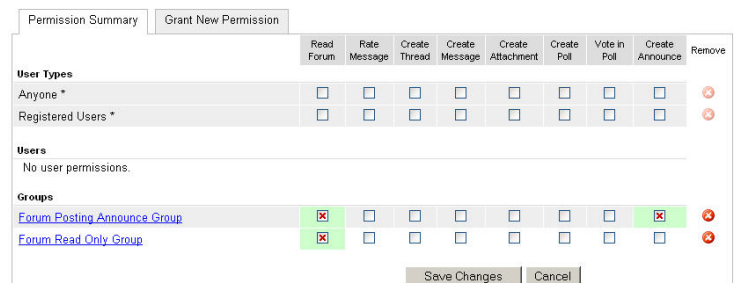 Permission Summary Grant New Permission
Read Rate Create Create Create Create Vote in Create Remove
Forum Message Thread Message Attachment Poll Poll Announce
User Types
Anyone *
Registered Users *
Users
No user permissions.
Groups
Forum Posting Announce Group
Forum Read Only Group
Save Changes Cancel